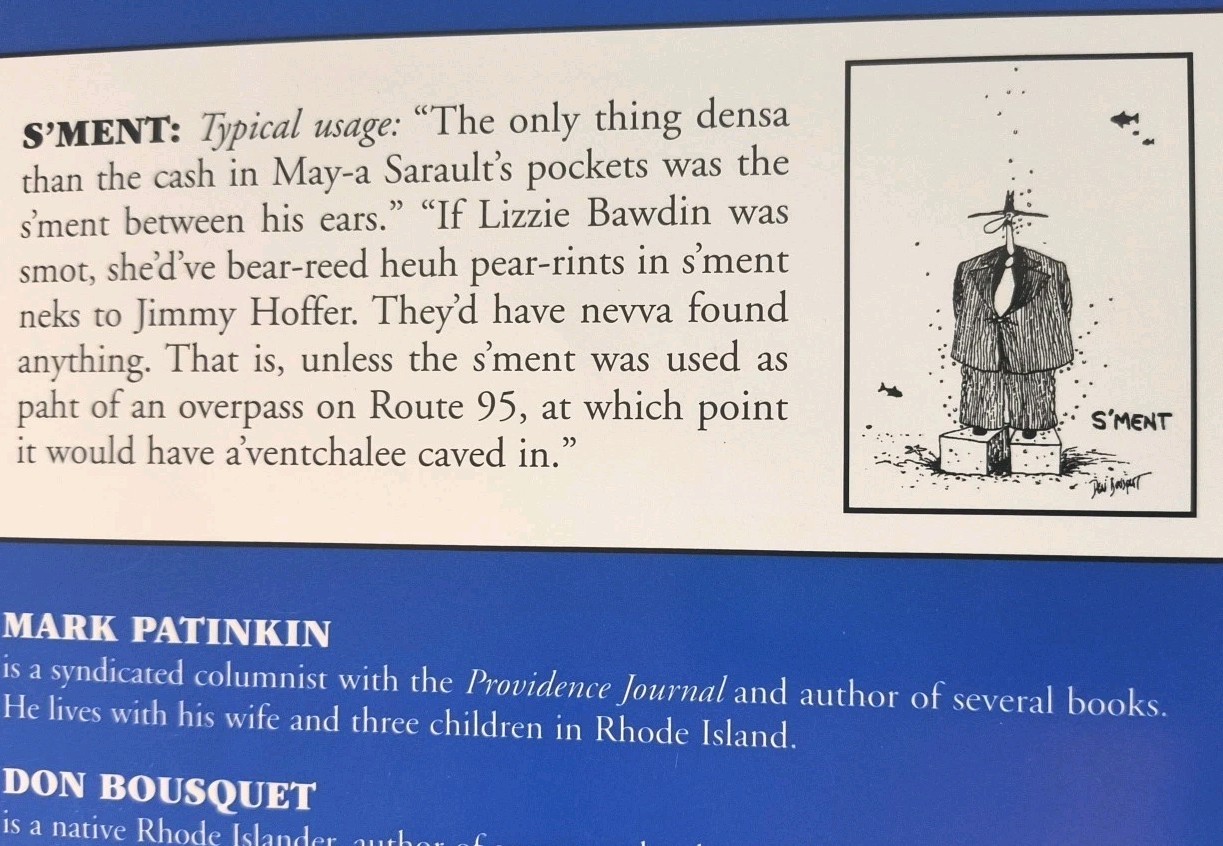 S'MENT: Typical usage: “The only thing densa
than the cash in May-a Sarault’s pockets was the
s’ment between his ears.” “If Lizzie Bawdin was
smot, she’d’ve bear-reed heuh pear-rints in s’ment
neks to Jimmy Hoffer. They’d have nevva found
anything. That is, unless the s’ment was used as
paht of an overpass on Route 95, at which point
it would have a’ventchalee caved in.”
S'MENT
Don Bousquet
MARK PATINKIN
is a syndicated columnist with the Providence Journal and author of several books.
He lives with his wife and three children in Rhode Island.
DON BOUSQUET
is a native Rhode Islander, author of